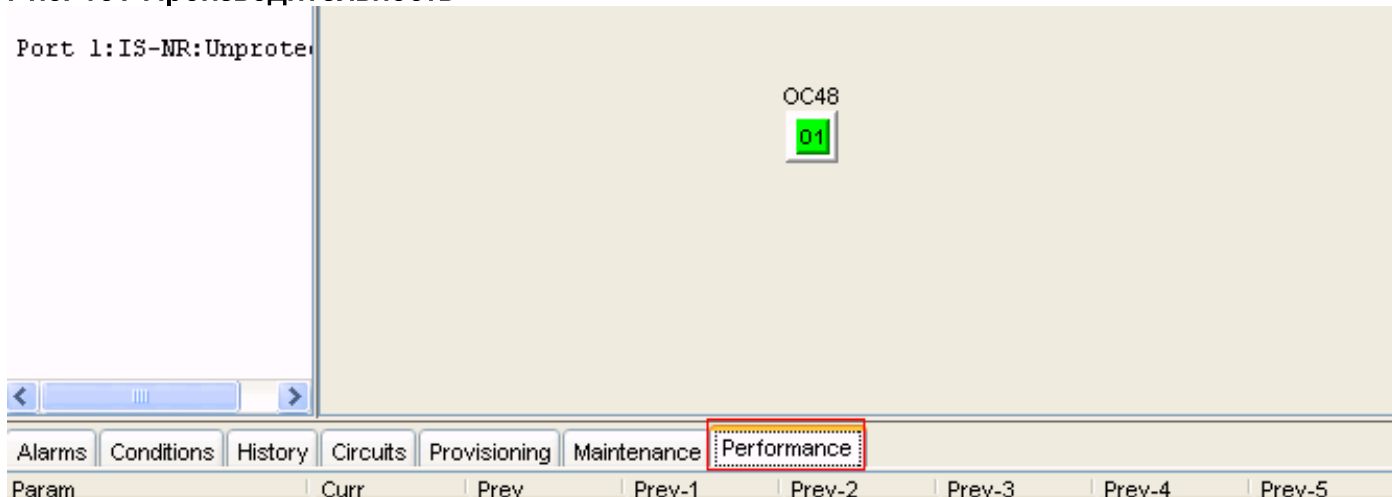 Port 1:IS-NR:Unprote
OC48
01
Alarms Conditions History Circuits Provisioning Maintenance Performance
Param Curr Prev Prev-1 Prev-2 Prev-3 Prev-4 Prev-5